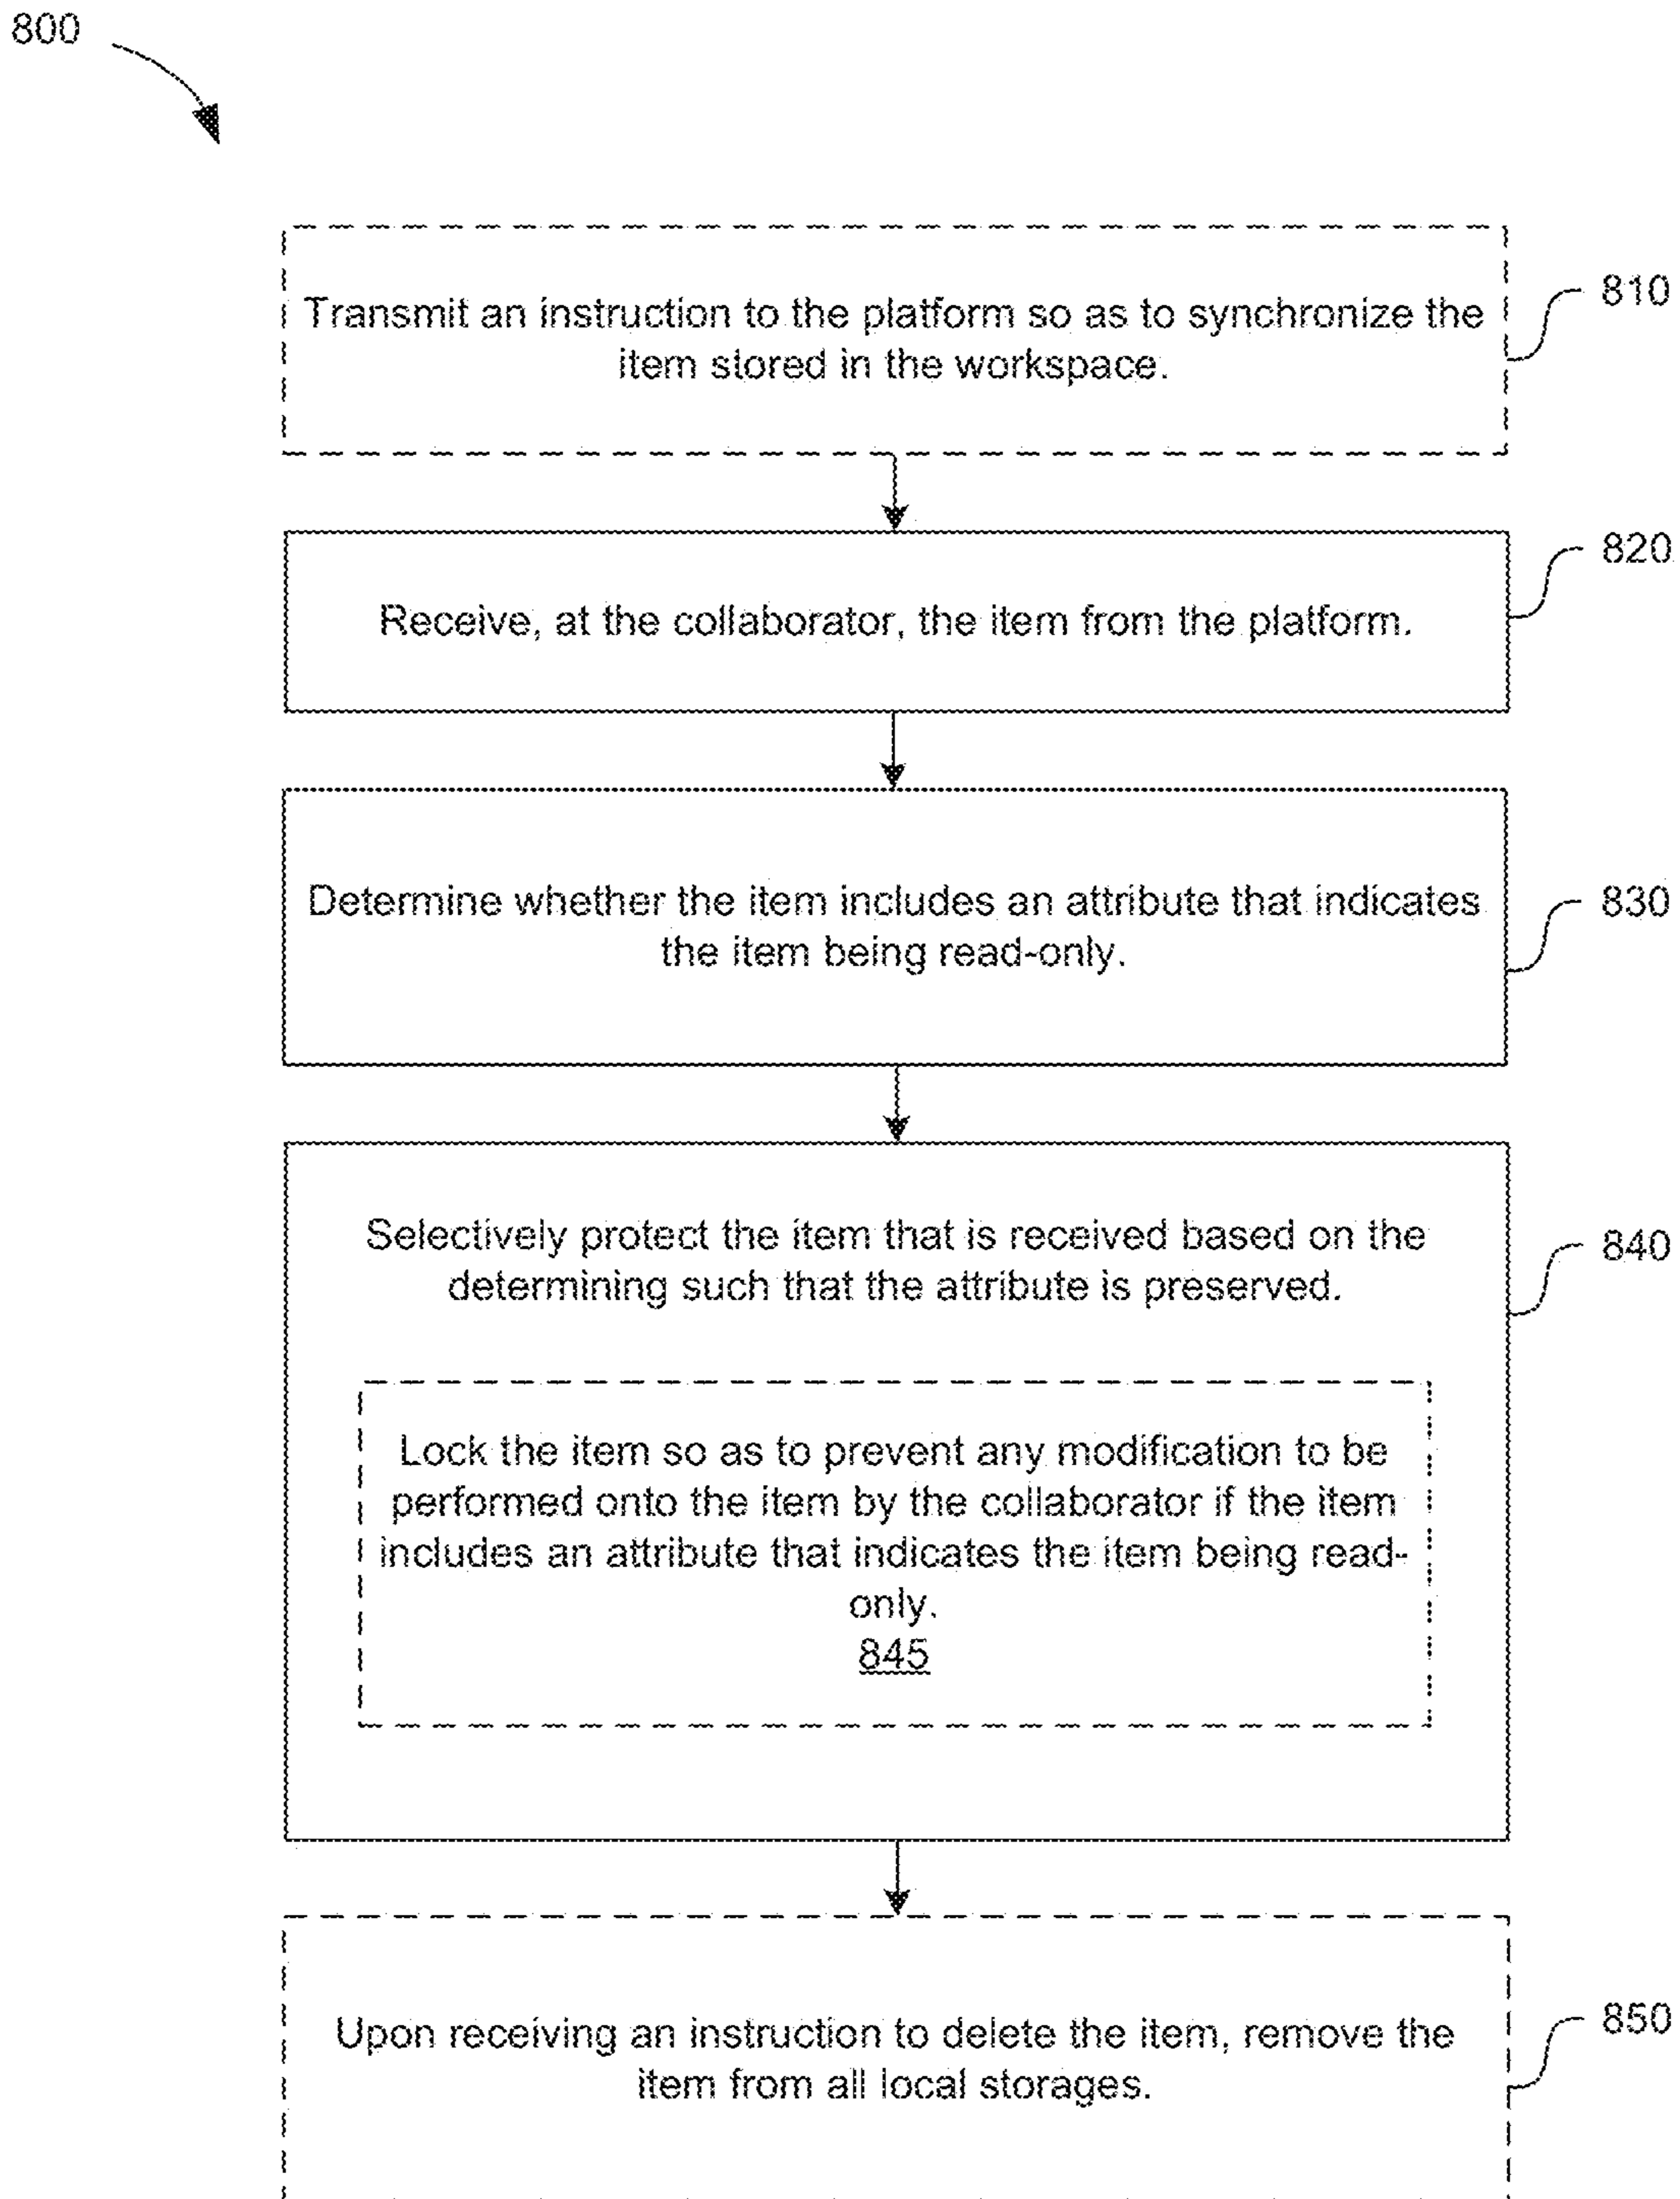 800
Transmit an instruction to the platform so as to synchronize the
item stored in the workspace.
810
Receive, at the collaborator, the item from the platform.
820
Determine whether the item includes an attribute that indicates
the item being read-only.
830
Selectively protect the item that is received based on the
determining such that the attribute is preserved.
840
Lock the item so as to prevent any modification to be
performed onto the item by the collaborator if the item
includes an attribute that indicates the item being read-
only.
845
Upon receiving an instruction to delete the item, remove the
item from all local storages.
850